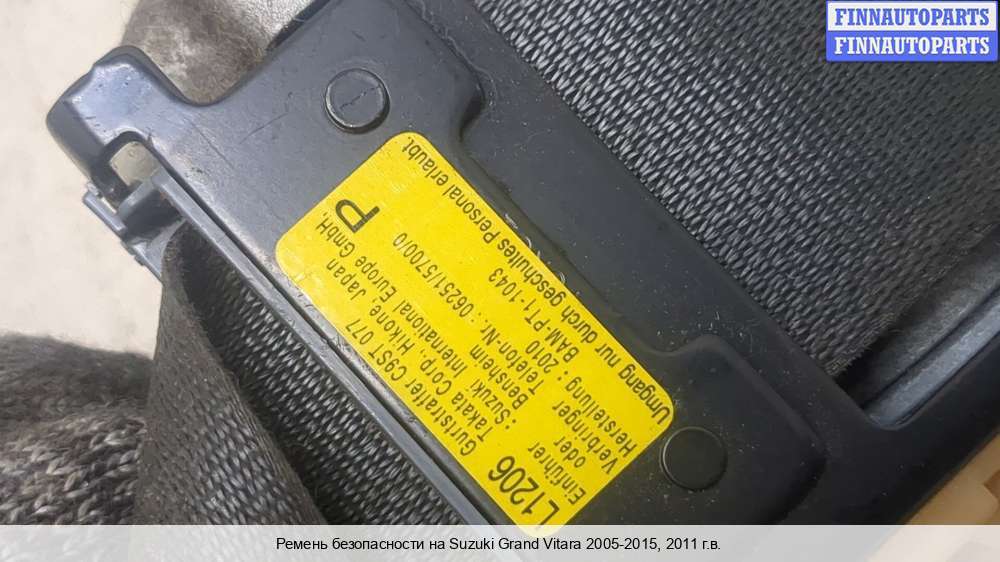 FINNAUTOPARTS
FINNAUTOPARTS
L1206 Gurtstraffer C9ST 077 P
Takata Corp., Hikone, Japan
Einführer :Suzuki International Europe GmbH,
oder Bensheim
Verbringer Telefon-Nr.: 06251/5700/0
Herstellung : 2010 BAM-PT1-1043
Umgang nur durch geschultes Personal erlaubt.
Ремень безопасности на Suzuki Grand Vitara 2005-2015, 2011 г.в.